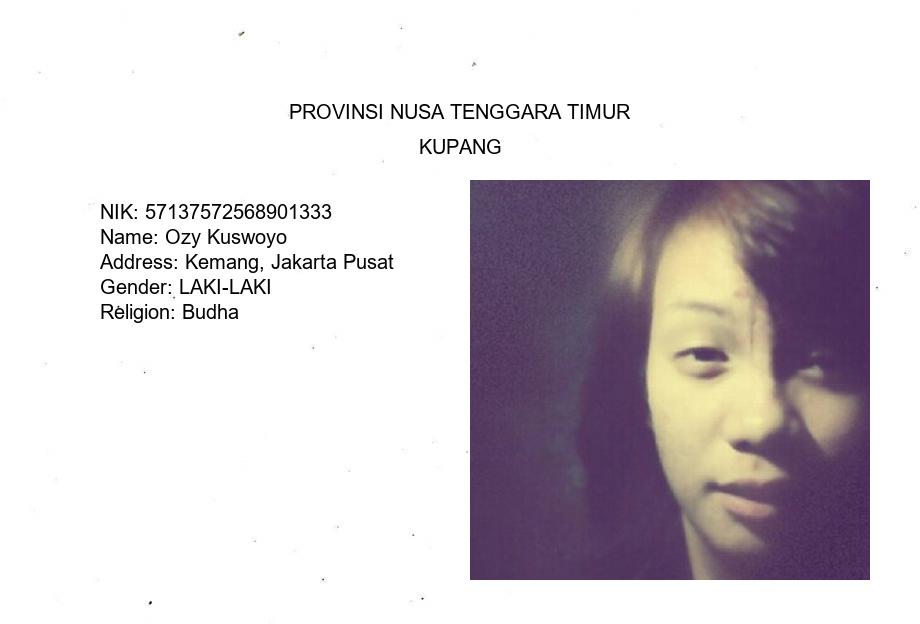 PROVINSI NUSA TENGGARA TIMUR
KUPANG
NIK: 57137572568901333
Name: Ozy Kuswoyo
Address: Kemang, Jakarta Pusat
Gender: LAKI-LAKI
Religion: Budha